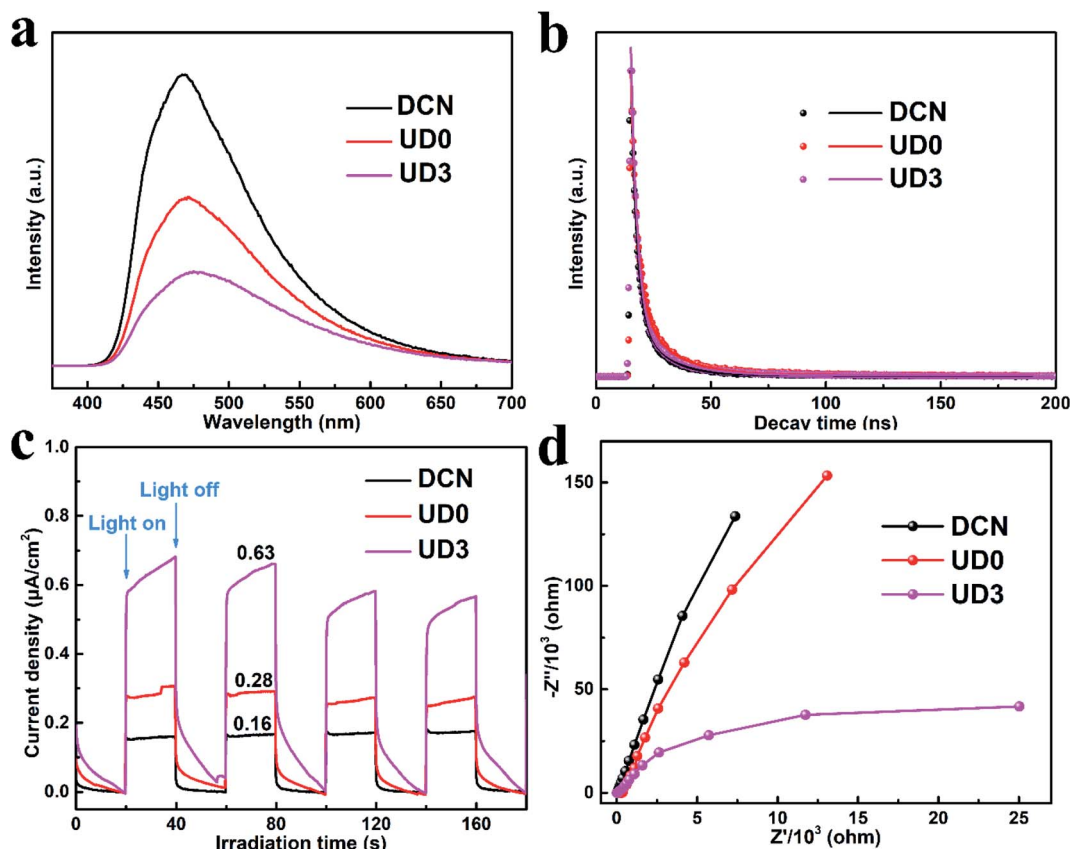 a
DCN
UD0
UD3
Intensity (a.u.)
400 450 500 550 600 650 700
Wavelength (nm)
b
DCN
UD0
UD3
Intensity (a.u.)
0 50 100 150 200
Decay time (ns)
c
DCN
UD0
UD3
Light off
Light on
0.63
0.28
0.16
Current density (μA/cm²)
1.0
0.8
0.6
0.4
0.2
0.0
0 40 80 120 160
Irradiation time (s)
d
DCN
UD0
UD3
-Z''/10³ (ohm)
150
100
50
0
0 5 10 15 20 25
Z'/10³ (ohm)